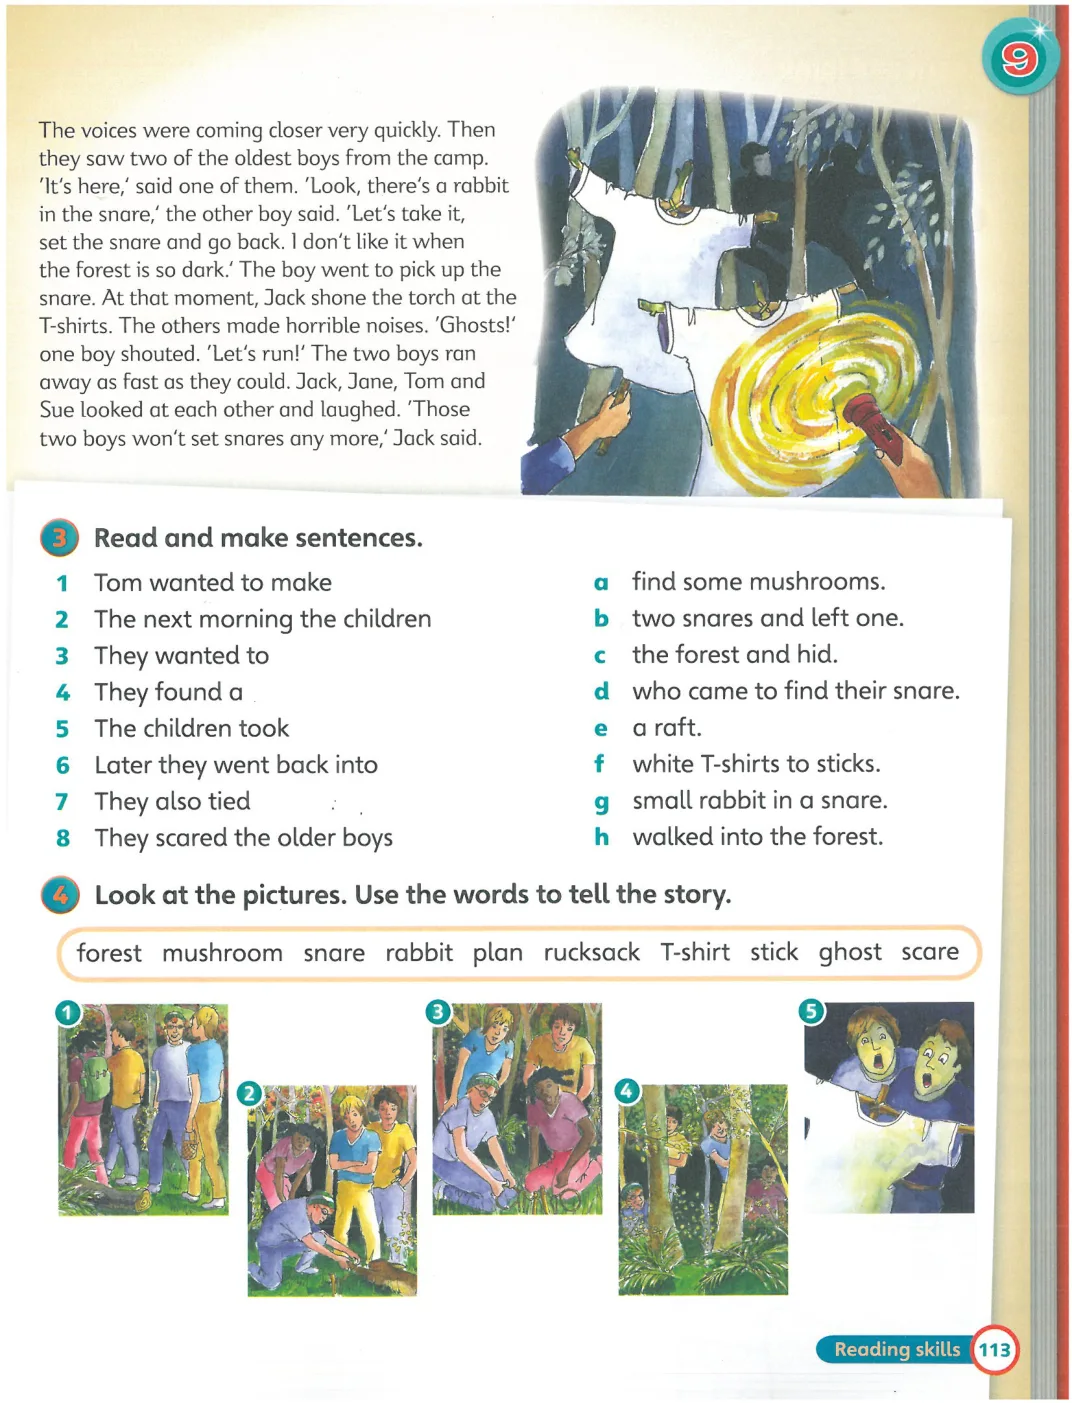 9
The voices were coming closer very quickly. Then
they saw two of the oldest boys from the camp.
'It's here,' said one of them. 'Look, there's a rabbit
in the snare,' the other boy said. 'Let's take it,
set the snare and go back. I don't like it when
the forest is so dark.' The boy went to pick up the
snare. At that moment, Jack shone the torch at the
T-shirts. The others made horrible noises. 'Ghosts!'
one boy shouted. 'Let's run!' The two boys ran
away as fast as they could. Jack, Jane, Tom and
Sue looked at each other and laughed. 'Those
two boys won't set snares any more,' Jack said.
3 Read and make sentences.
1 Tom wanted to make
2 The next morning the children
3 They wanted to
4 They found a
5 The children took
6 Later they went back into
7 They also tied
8 They scared the older boys
a find some mushrooms.
b two snares and left one.
c the forest and hid.
d who came to find their snare.
e a raft.
f white T-shirts to sticks.
g small rabbit in a snare.
h walked into the forest.
4 Look at the pictures. Use the words to tell the story.
forest mushroom snare rabbit plan rucksack T-shirt stick ghost scare
1
2
3
4
5
Reading skills 113